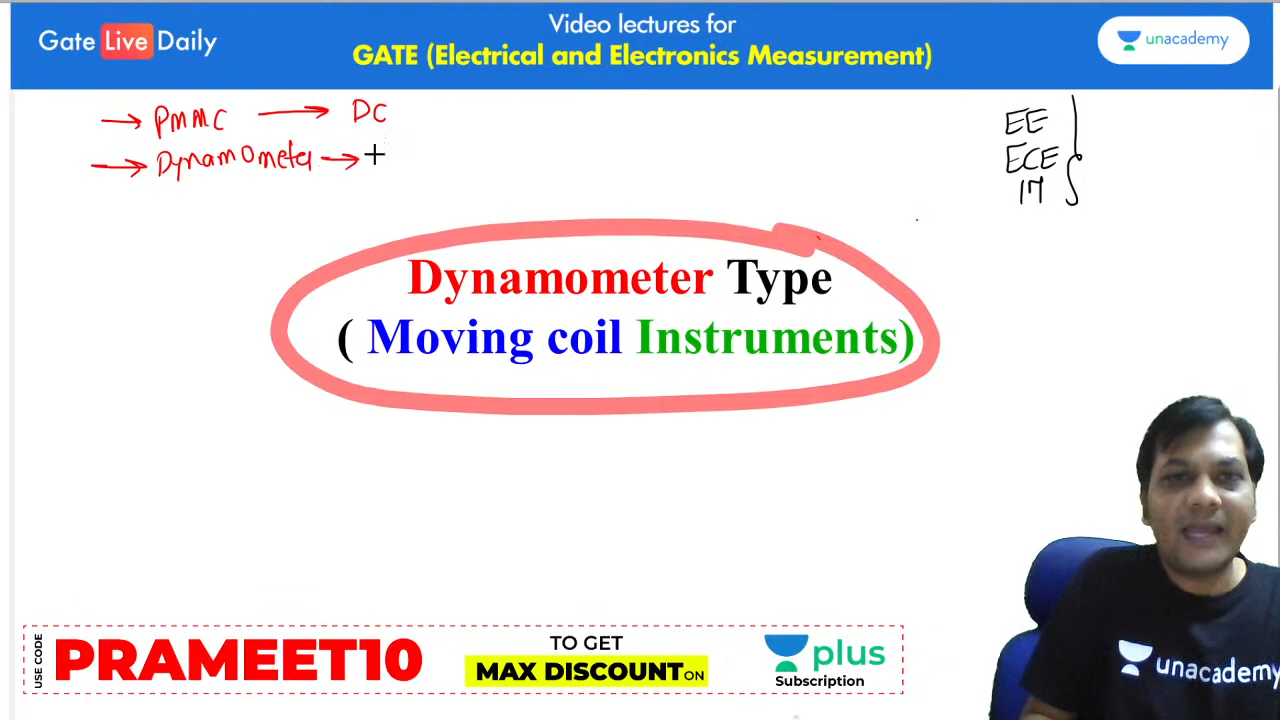 Gate Live Daily
Video lectures for
GATE (Electrical and Electronics Measurement)
unacademy
→ PMMC → DC
→ Dynamometer →
EE
ECE
IN
Dynamometer Type
( Moving coil Instruments)
USE CODE
PRAMEET10
TO GET
MAX DISCOUNT ON
plus
Subscription
unacademy